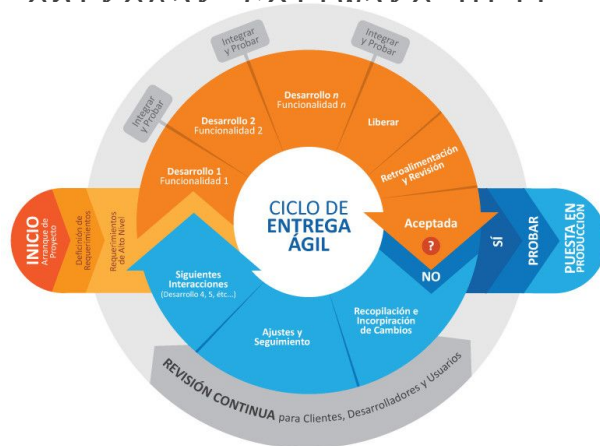 INICIO
Arranque de
Proyecto
Definición de
Requerimientos
Requerimientos
de Alto Nivel
Desarrollo 1
Funcionalidad 1
Integrar
y Probar
Desarrollo 2
Funcionalidad 2
Integrar
y Probar
Desarrollo n
Funcionalidad n
Integrar
y Probar
Liberar
Retroalimentación
y Revisión
Aceptada
?
SÍ
PROBAR
PUESTA EN
PRODUCCIÓN
NO
Recopilación e
Incorpiración
de Cambios
Ajustes y
Seguimiento
Siguientes
Interacciones
(Desarrollo 4, 5, étc...)
CICLO DE
ENTREGA
ÁGIL
REVISIÓN CONTINUA para Clientes, Desarrolladores y Usuarios